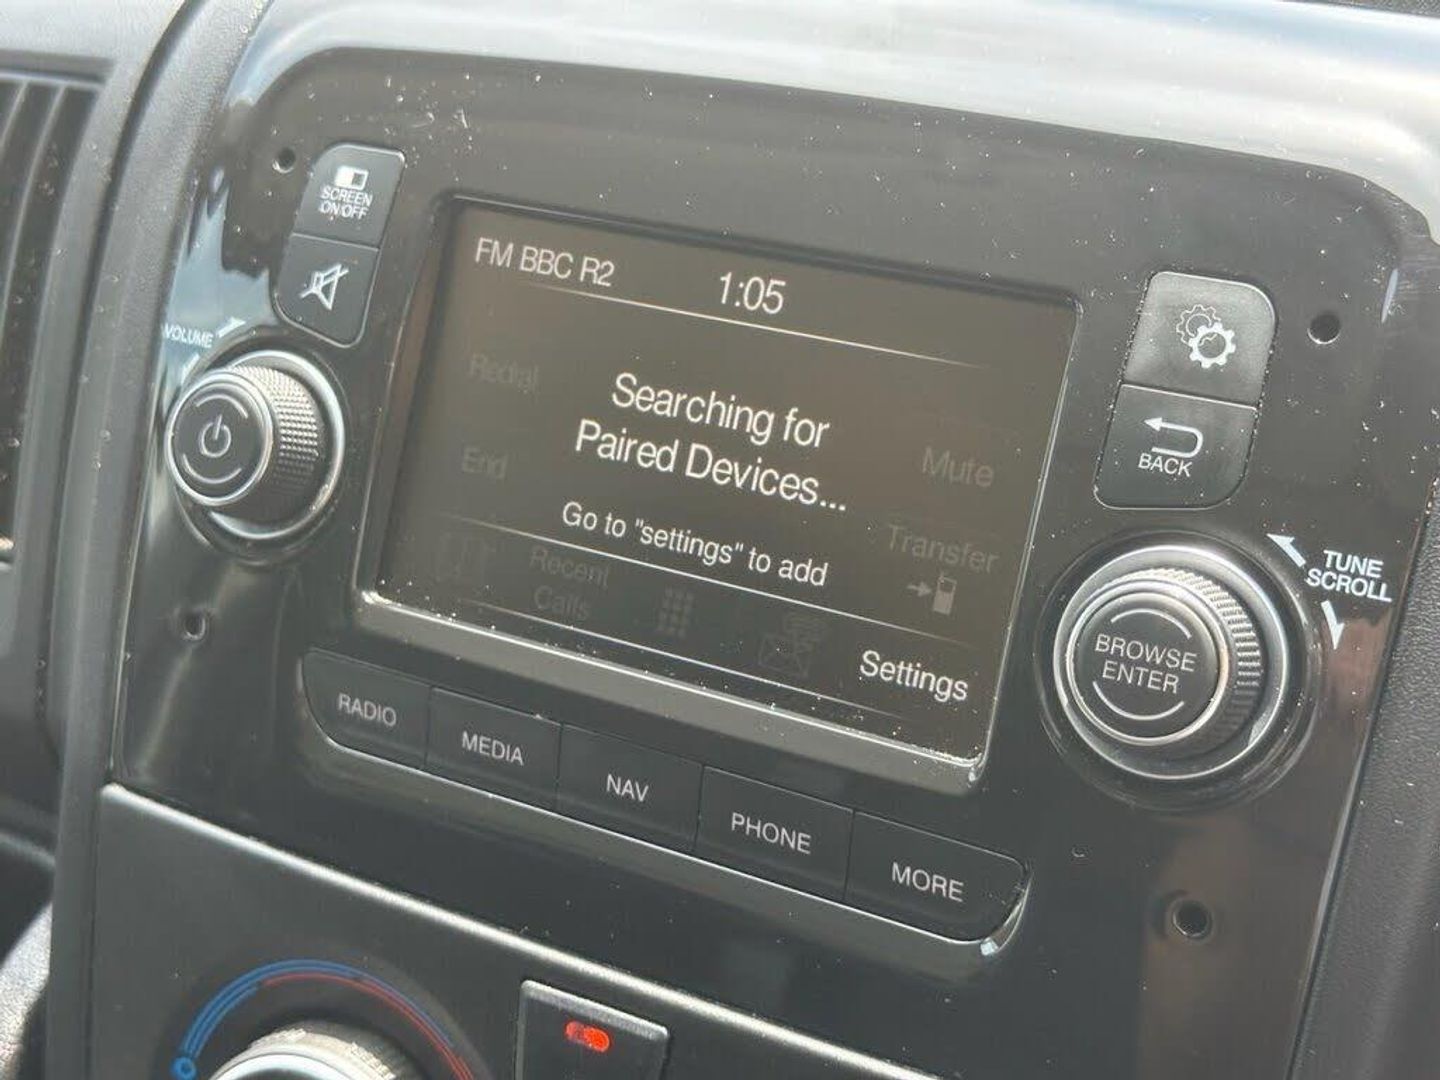 SCREEN
ON/OFF
VOLUME
FM BBC R2
1:05
Redial
Searching for
Paired Devices...
End
Mute
Go to "settings" to add
Transfer
Recent
Calls
Settings
BACK
TUNE
SCROLL
BROWSE
ENTER
RADIO
MEDIA
NAV
PHONE
MORE